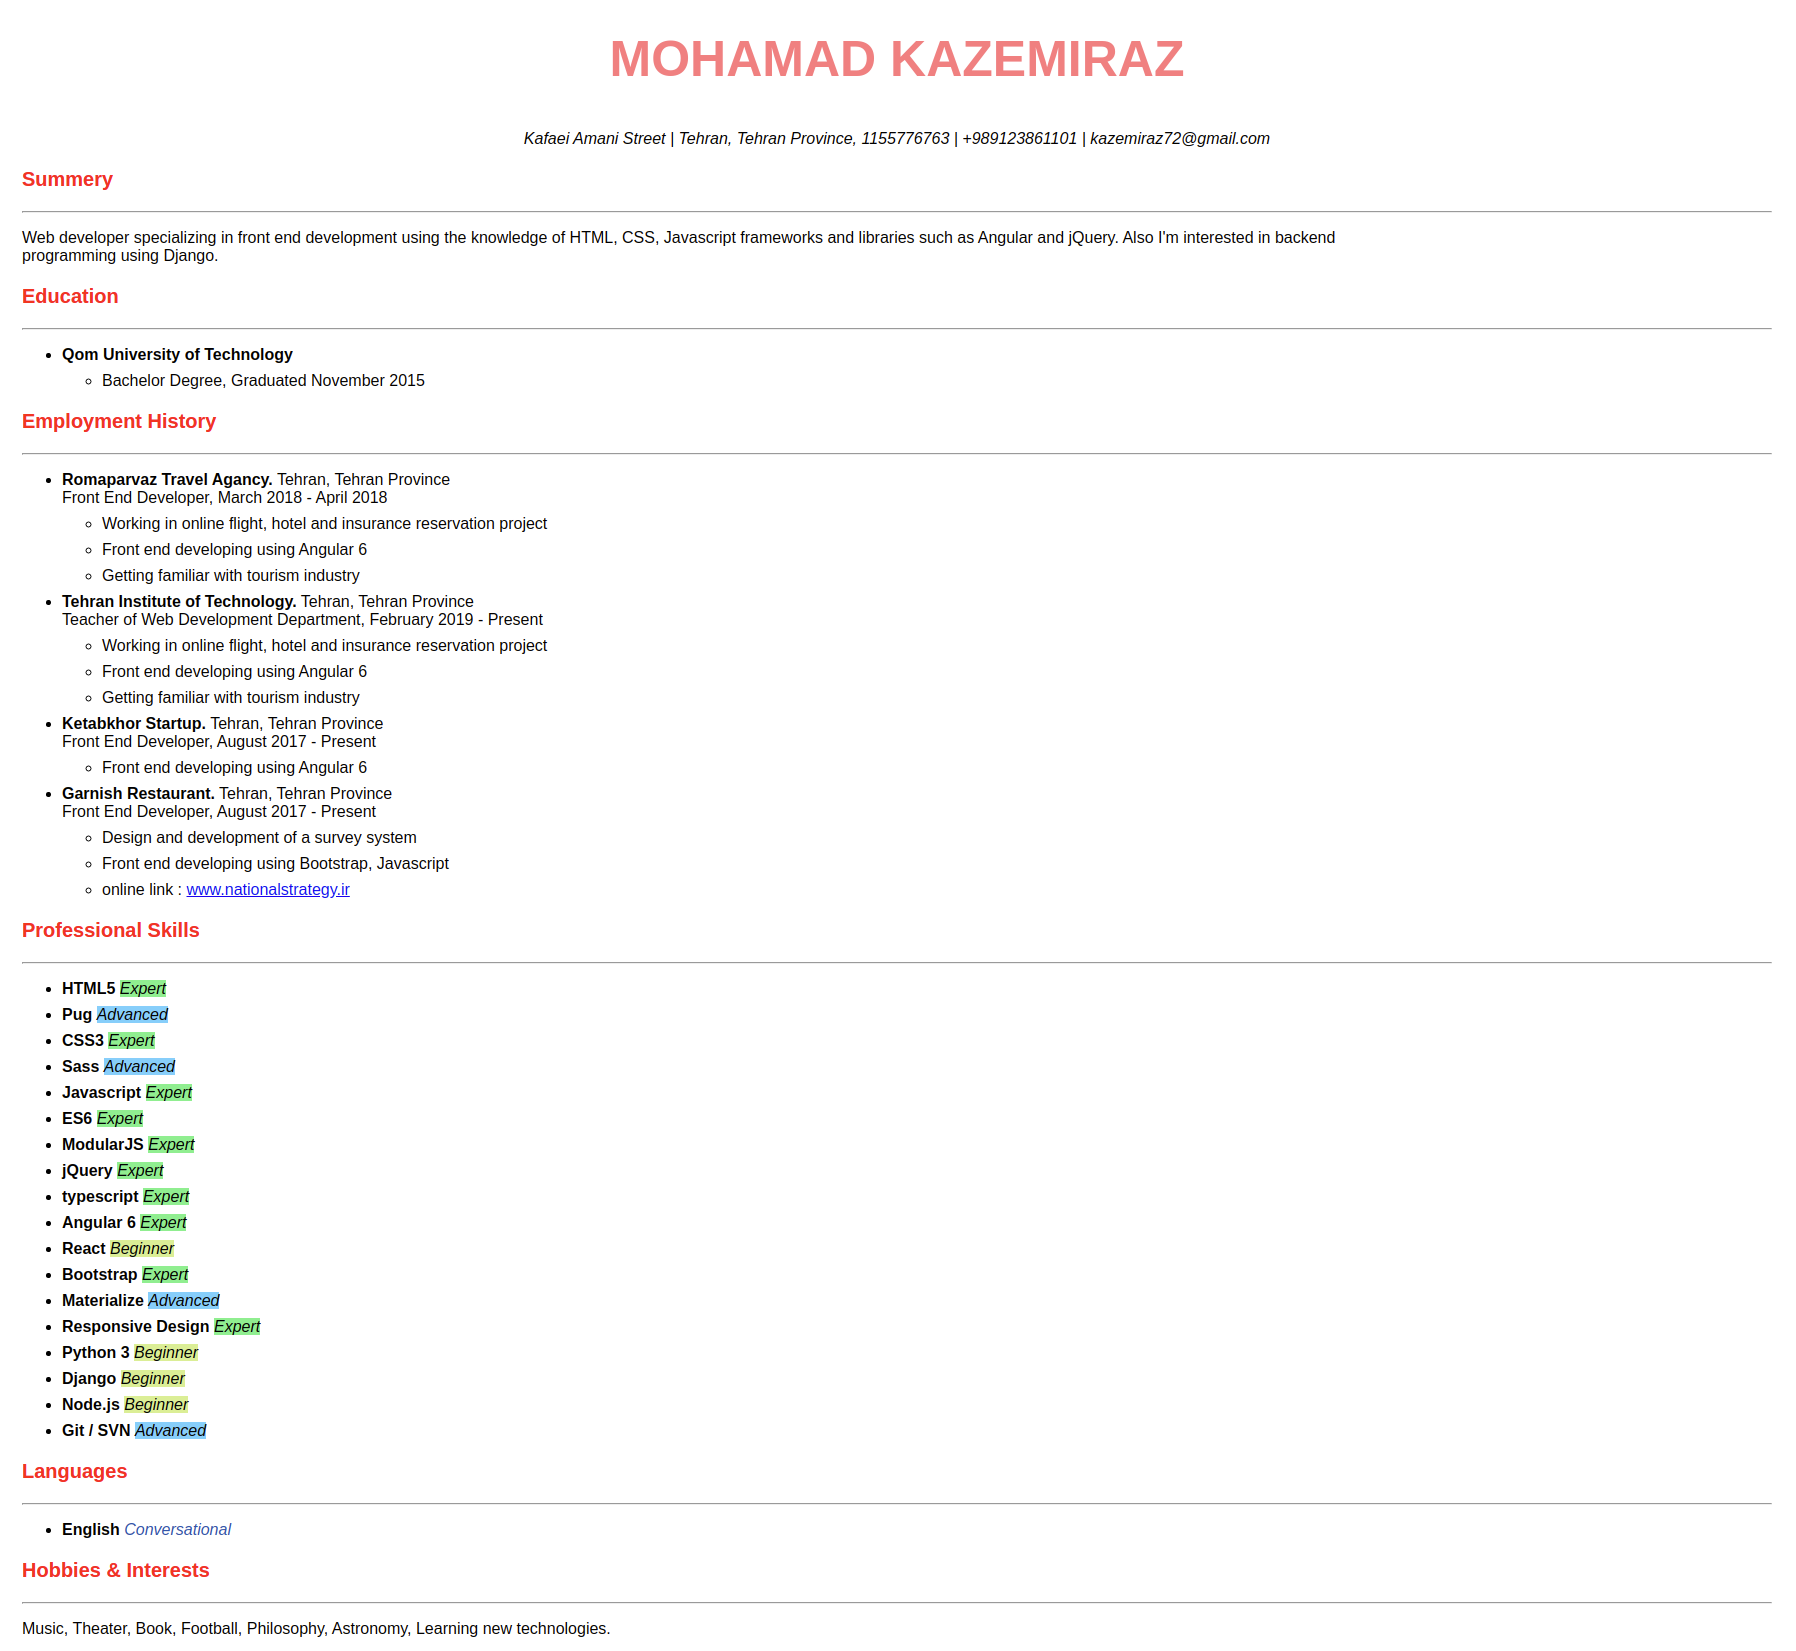 MOHAMAD KAZEMIRAZ
Kafaei Amani Street | Tehran, Tehran Province, 1155776763 | +989123861101 | kazemiraz72@gmail.com
Summery
Web developer specializing in front end development using the knowledge of HTML, CSS, Javascript frameworks and libraries such as Angular and jQuery. Also I'm interested in backend
programming using Django.
Education
Qom University of Technology
Bachelor Degree, Graduated November 2015
Employment History
Romaparvaz Travel Agancy. Tehran, Tehran Province
Front End Developer, March 2018 - April 2018
Working in online flight, hotel and insurance reservation project
Front end developing using Angular 6
Getting familiar with tourism industry
Tehran Institute of Technology. Tehran, Tehran Province
Teacher of Web Development Department, February 2019 - Present
Working in online flight, hotel and insurance reservation project
Front end developing using Angular 6
Getting familiar with tourism industry
Ketabkhor Startup. Tehran, Tehran Province
Front End Developer, August 2017 - Present
Front end developing using Angular 6
Garnish Restaurant. Tehran, Tehran Province
Front End Developer, August 2017 - Present
Design and development of a survey system
Front end developing using Bootstrap, Javascript
online link : www.nationalstrategy.ir
Professional Skills
HTML5 Expert
Pug Advanced
CSS3 Expert
Sass Advanced
Javascript Expert
ES6 Expert
ModularJS Expert
jQuery Expert
typescript Expert
Angular 6 Expert
React Beginner
Bootstrap Expert
Materialize Advanced
Responsive Design Expert
Python 3 Beginner
Django Beginner
Node.js Beginner
Git / SVN Advanced
Languages
English Conversational
Hobbies & Interests
Music, Theater, Book, Football, Philosophy, Astronomy, Learning new technologies.